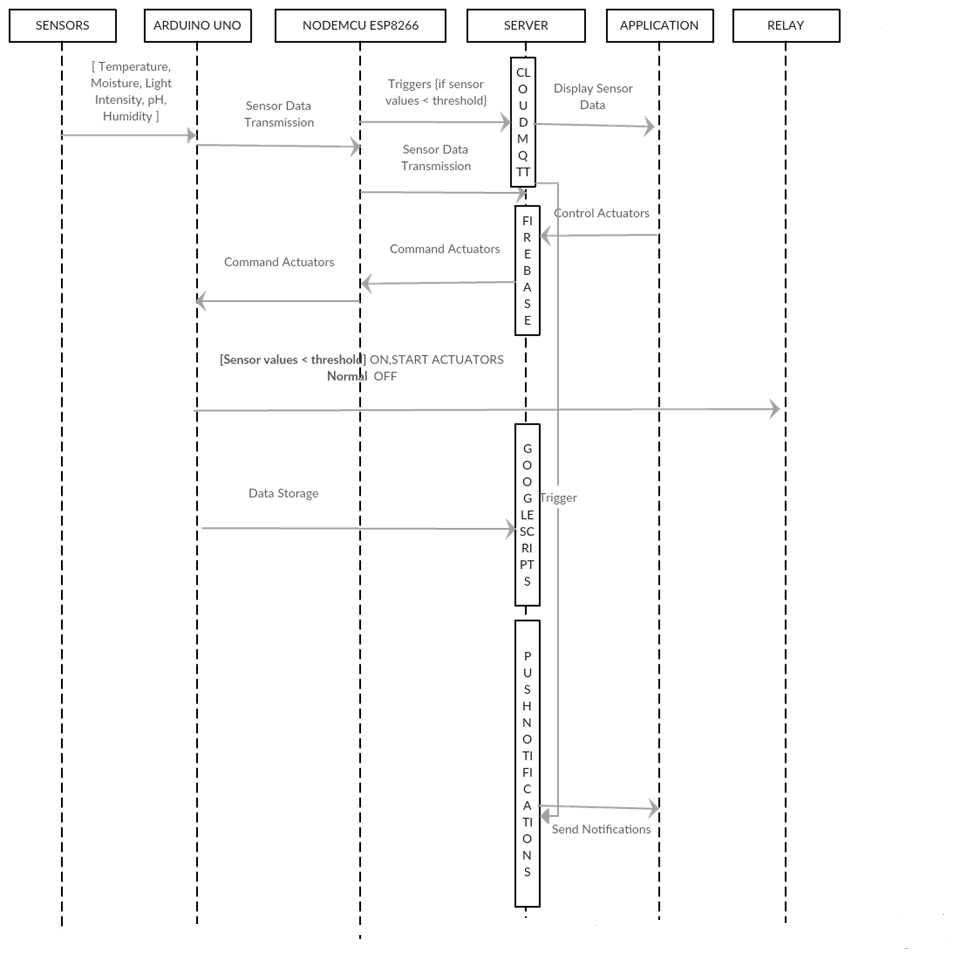 SENSORS
ARDUINO UNO
NODEMCU ESP8266
SERVER
APPLICATION
RELAY
[ Temperature,
Moisture, Light
Intensity, pH,
Humidity ]
Sensor Data
Transmission
Triggers {if sensor
values < threshold}
Sensor Data
Transmission
CL
O
U
D
M
Q
TT
Display Sensor
Data
Control Actuators
FI
R
E
B
A
S
E
Command Actuators
Command Actuators
[Sensor values < threshold] ON,START ACTUATORS
Normal OFF
G
O
O
G
LE
SC
RI
PT
S
Trigger
Data Storage
P
U
S
H
N
O
TI
FI
C
A
TI
O
N
S
Send Notifications